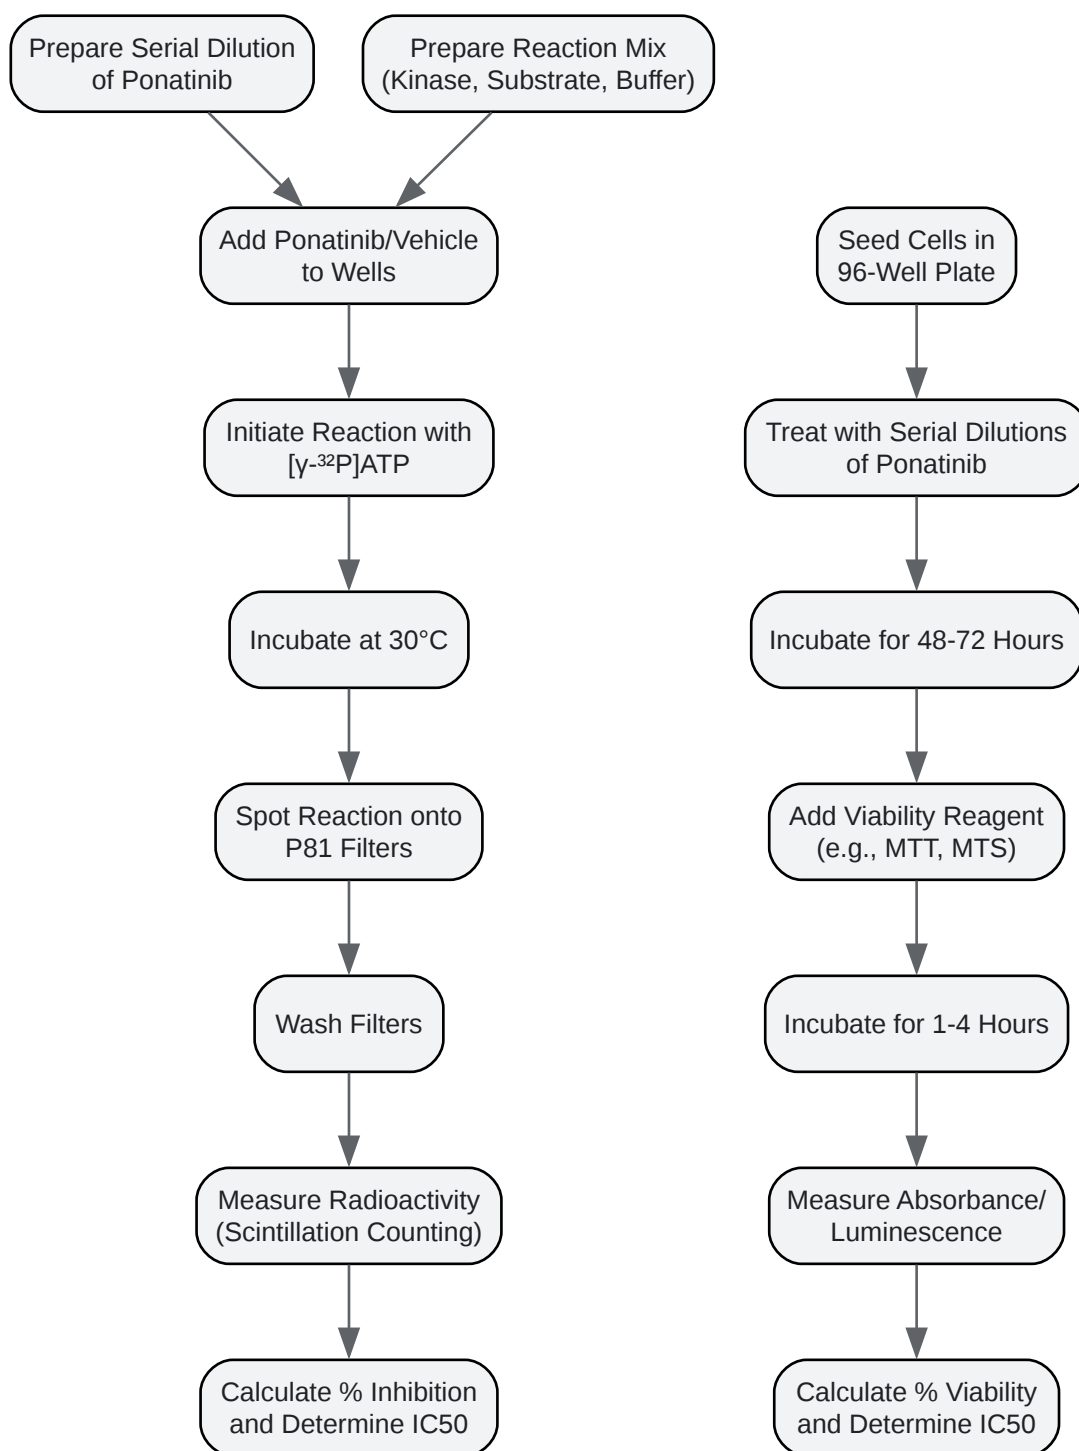 Prepare Serial Dilution
of Ponatinib
Prepare Reaction Mix
(Kinase, Substrate, Buffer)
Add Ponatinib/Vehicle
to Wells
Initiate Reaction with
[γ-³²P]ATP
Incubate at 30°C
Spot Reaction onto
P81 Filters
Wash Filters
Measure Radioactivity
(Scintillation Counting)
Calculate % Inhibition
and Determine IC50
Seed Cells in
96-Well Plate
Treat with Serial Dilutions
of Ponatinib
Incubate for 48-72 Hours
Add Viability Reagent
(e.g., MTT, MTS)
Incubate for 1-4 Hours
Measure Absorbance/
Luminescence
Calculate % Viability
and Determine IC50